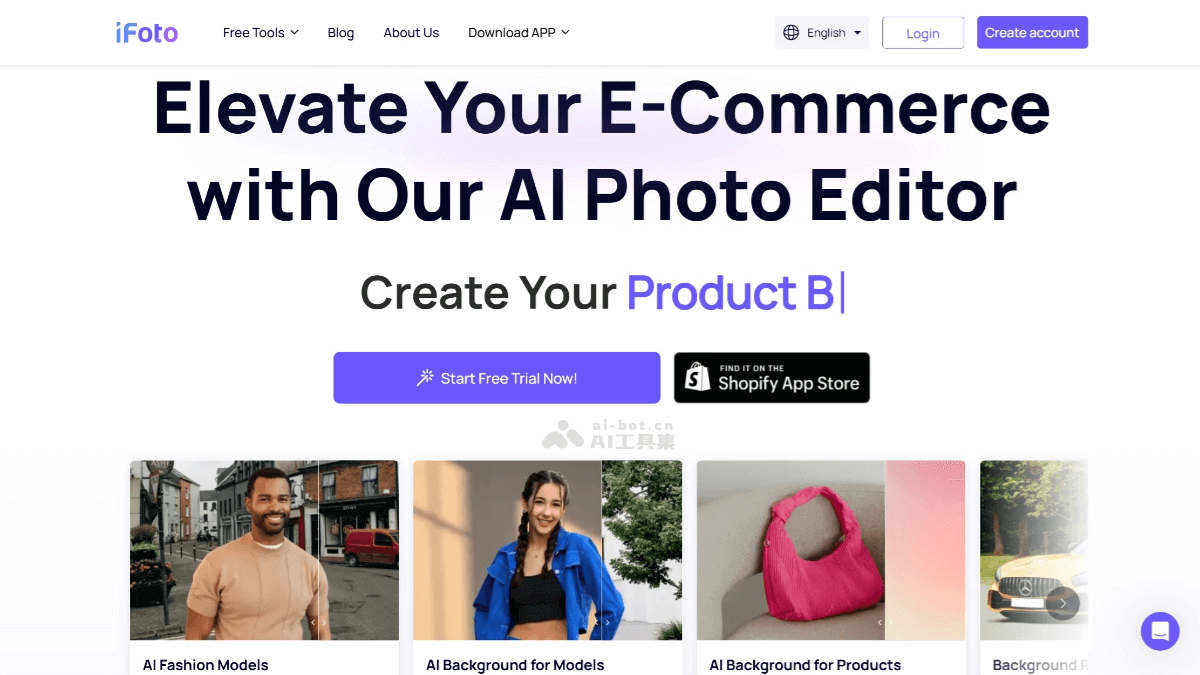 iFoto
Free Tools
Blog
About Us
Download APP
English
Login
Create account
Elevate Your E-Commerce
with Our AI Photo Editor
Create Your Product B
Start Free Trial Now!
FIND IT ON THE
Shopify App Store
ai-bot.cn
AI工具集
AI Fashion Models
AI Background for Models
AI Background for Products
Background R